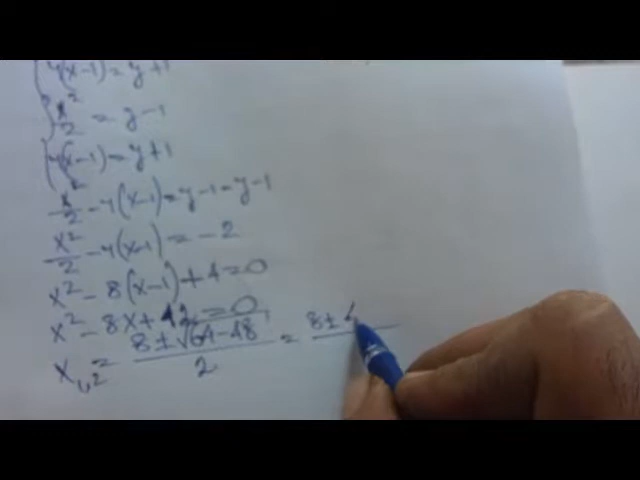 4(x-1)=y+1
x²/2 = y-1
4(x-1)=y+1
x²/2 - 4(x-1)=y-1-y-1
x²/2 - 4(x-1) = -2
x² - 8(x-1)+4=0
x² - 8x+12=0
x₁,₂ = (8±√(64-48))/2 = 8±4